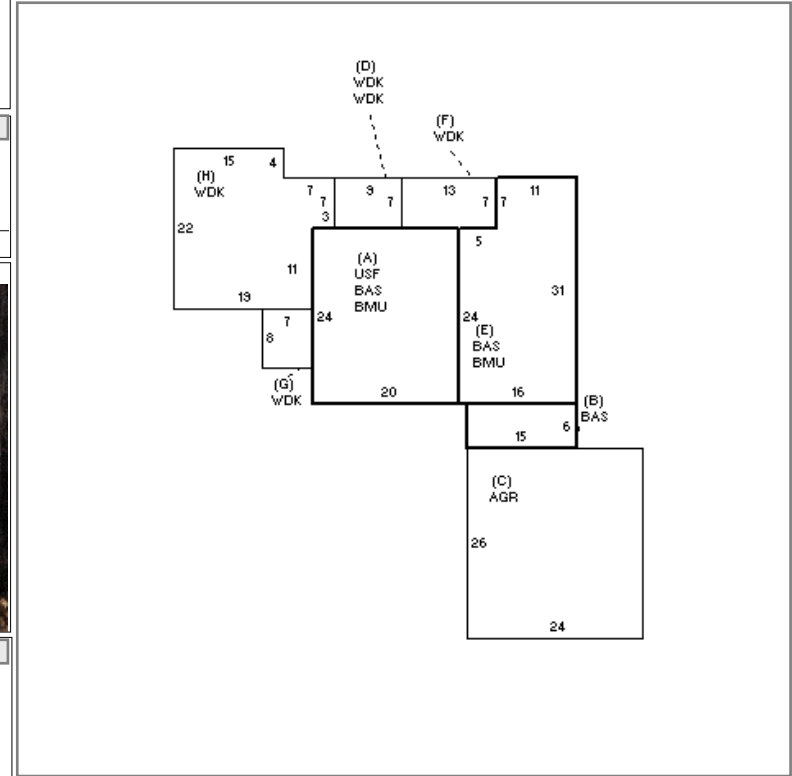 (D)
WDK
WDK
(F)
WDK
15
4
(H)
WDK
7
7
3
9
7
13
7
7
11
22
5
(A)
USF
BAS
BMU
11
31
19
7
8
24
24
(E)
BAS
BMU
(G)
WDK
20
16
(B)
BAS
15
6
(C)
AGR
26
24